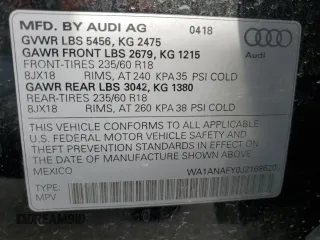 MFD. BY AUDI AG 04 18
GVWR LBS 5456, KG 2475
GAWR FRONT LBS 2679, KG 1215
FRONT-TIRES 235/60 R18
8JX18 RIMS, AT 240 KPA 35 PSI COLD
GAWR REAR LBS 3042, KG 1380
REAR-TIRES 235/60 R18
8JX18 RIMS, AT 260 KPA 38 PSI COLD
Audi
THIS VEHICLE CONFORMS TO ALL APPLICABLE
U.S. FEDERAL MOTOR VEHICLE SAFETY AND
THEFT PREVENTION STANDARDS IN EFFECT ON
THE DATE OF MANUFACTURE SHOWN ABOVE.
MPV
MEXICO
DREAMBID